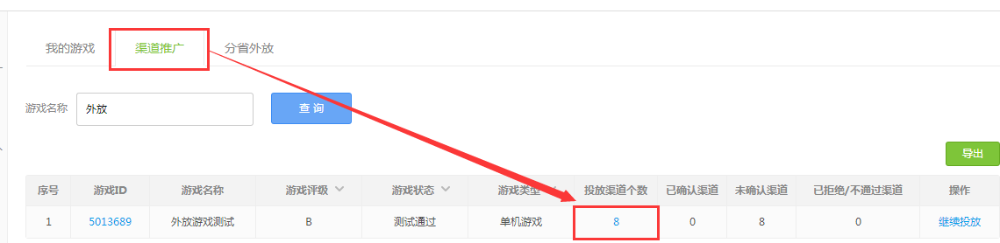 我的游戏 渠道推广 分省外放
游戏名称 外放 查 询
导出
序号 游戏ID 游戏名称 游戏评级 游戏状态 游戏类型 投放渠道个数 已确认渠道 未确认渠道 已拒绝/不通过渠道 操作
1 5013689 外放游戏测试 B 测试通过 单机游戏 8 0 8 0 继续投放